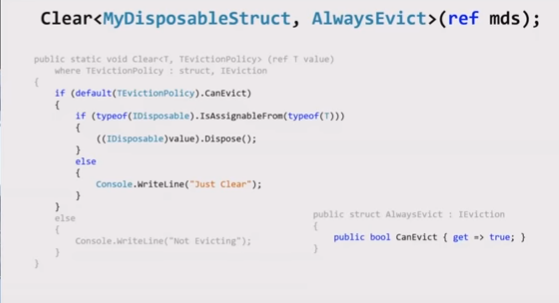 Clear<MyDisposableStruct, AlwaysEvict>(ref mds);
public static void Clear<T, TEvictionPolicy> (ref T value)
    where TEvictionPolicy : struct, IEviction
{
    if (default(TEvictionPolicy).CanEvict)
    {
        if (typeof(IDisposable).IsAssignableFrom(typeof(T)))
        {
            ((IDisposable)value).Dispose();
        }
        else
        {
            Console.WriteLine("Just Clear");
        }
    }
    else
    {
        Console.WriteLine("Not Evicting");
    }
}
public struct AlwaysEvict : IEviction
{
    public bool CanEvict { get => true; }
}